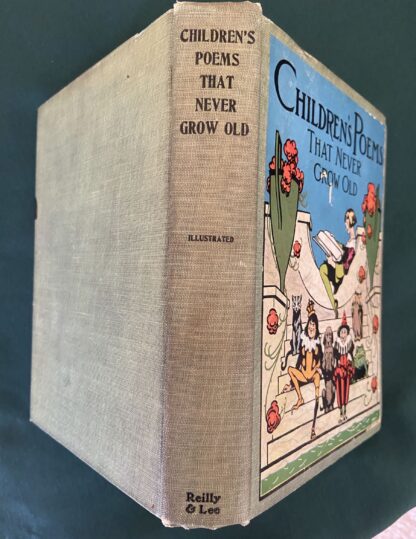 CHILDREN'S
POEMS
THAT
NEVER
GROW OLD
ILLUSTRATED
Reilly
& Lee
CHILDREN'S POEMS
THAT NEVER
GROW OLD